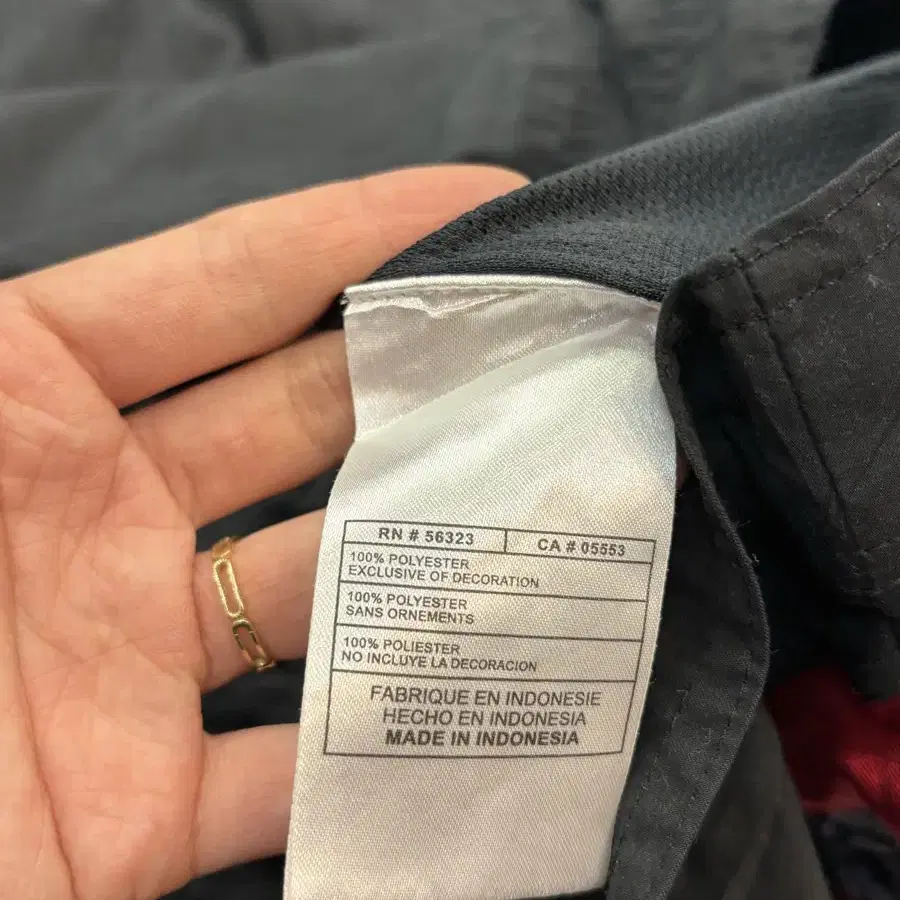 RN # 56323 CA # 05553
100% POLYESTER
EXCLUSIVE OF DECORATION
100% POLYESTER
SANS ORNEMENTS
100% POLIESTER
NO INCLUYE LA DECORACION
FABRIQUE EN INDONESIE
HECHO EN INDONESIA
MADE IN INDONESIA